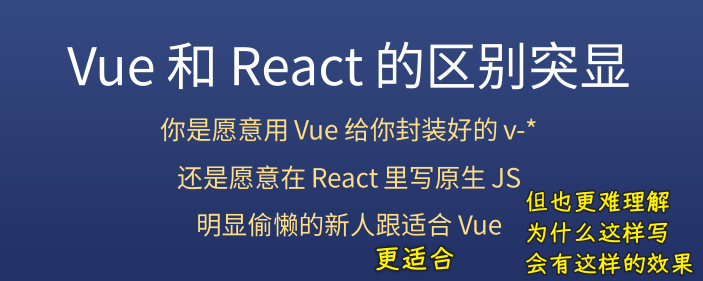 Vue 和 React 的区别突显
你是愿意用 Vue 给你封装好的 v-*
还是愿意在 React 里写原生 JS
明显偷懒的新人跟适合 Vue
更适合
但也更难理解
为什么这样写
会有这样的效果